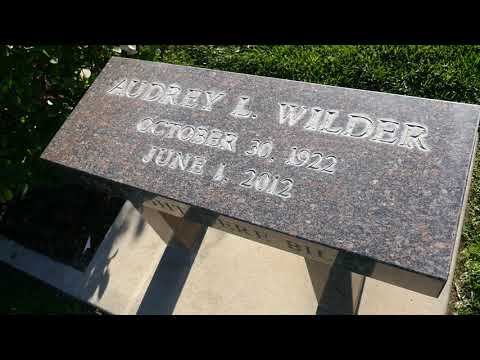 AUDREY L. WILDER
OCTOBER 30, 1922
JUNE 1, 2012